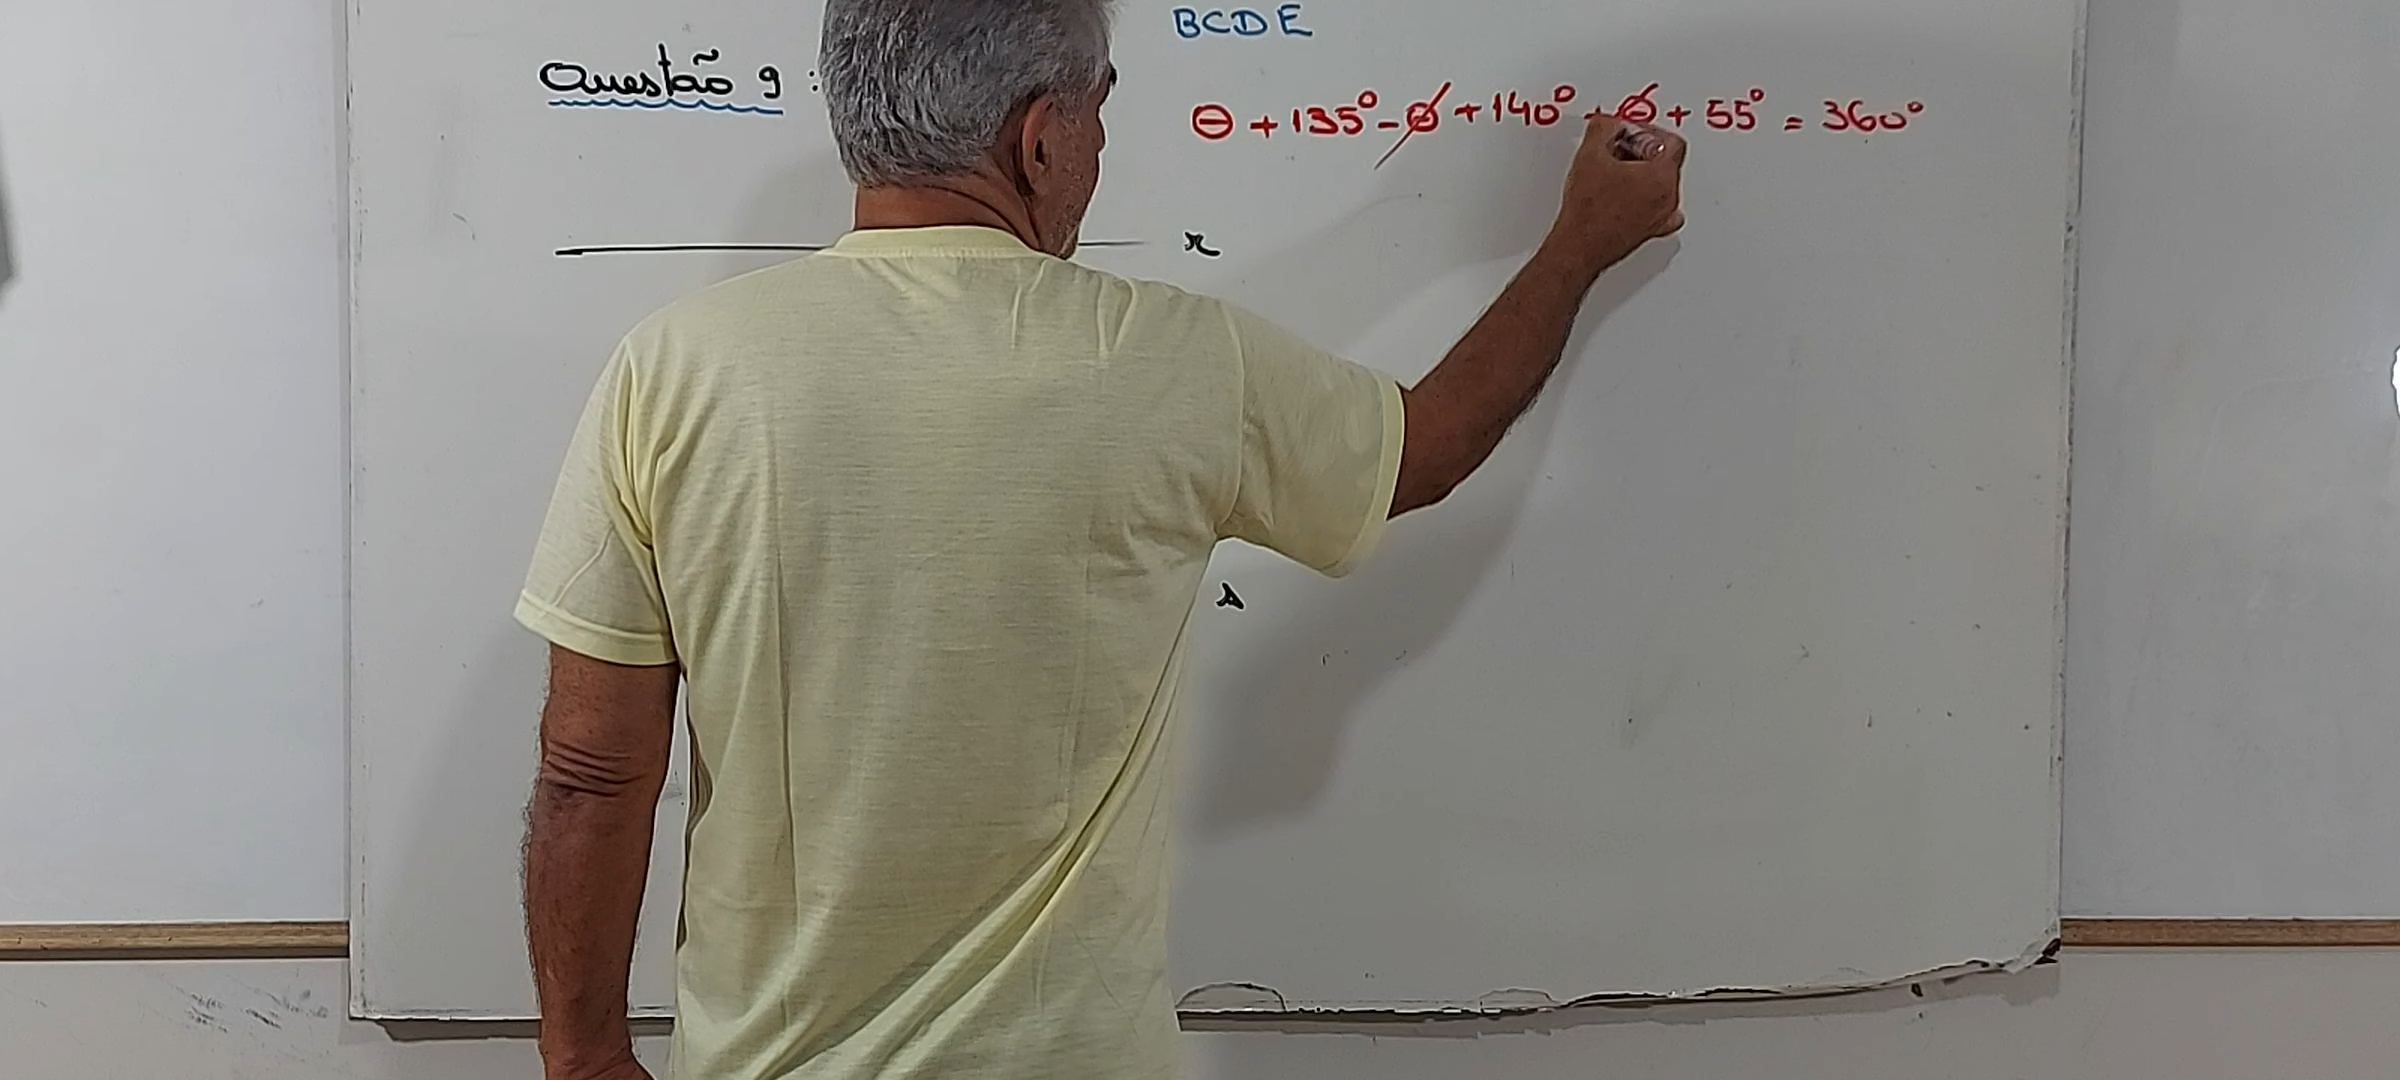 BCDE
Questão 9 :
θ + 135° - φ + 140° + φ + 55° = 360°
r
s